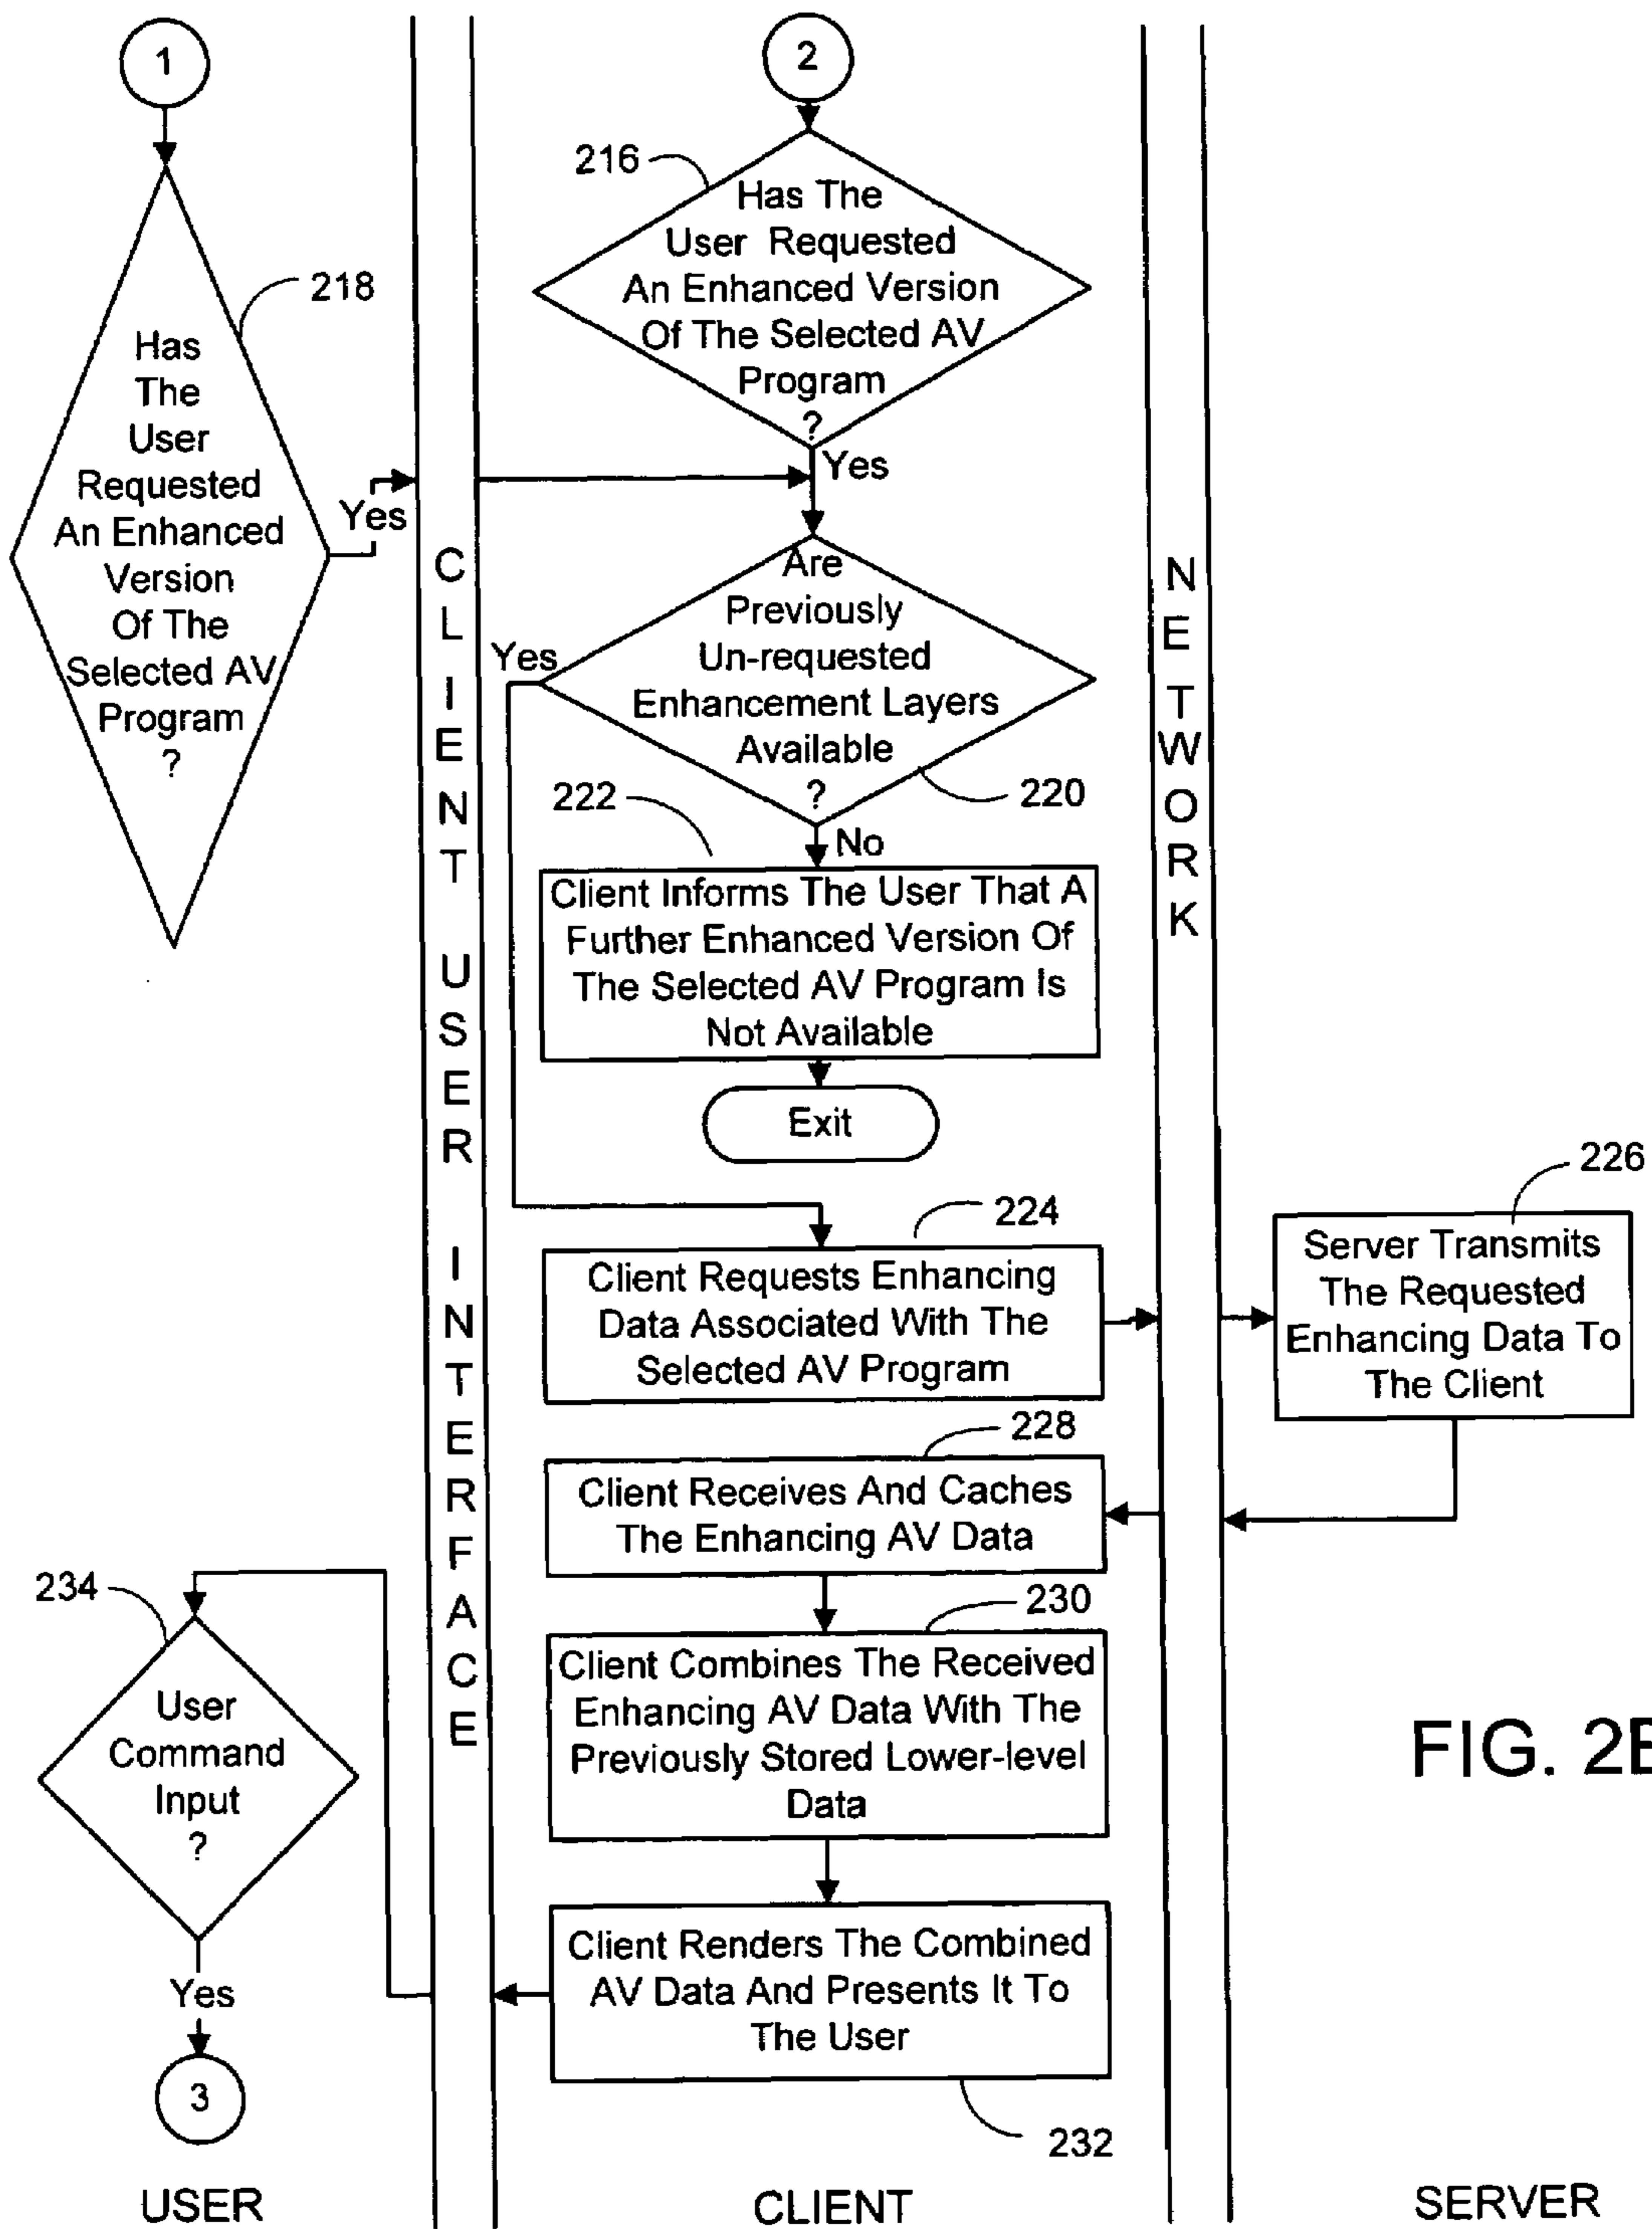 1
2
216
Has The
User Requested
An Enhanced Version
Of The Selected AV
Program
?
Yes
218
Has
The
User
Requested
An Enhanced
Version
Of The
Selected AV
Program
?
Yes
CLIENT USER INTERFACE
NETWORK
Are
Previously
Un-requested
Enhancement Layers
Available
?
Yes
220
222
No
Client Informs The User That A
Further Enhanced Version Of
The Selected AV Program Is
Not Available
Exit
224
Client Requests Enhancing
Data Associated With The
Selected AV Program
226
Server Transmits
The Requested
Enhancing Data To
The Client
228
Client Receives And Caches
The Enhancing AV Data
230
Client Combines The Received
Enhancing AV Data With The
Previously Stored Lower-level
Data
234
User
Command
Input
?
Yes
3
Client Renders The Combined
AV Data And Presents It To
The User
232
FIG. 2B
USER
CLIENT
SERVER